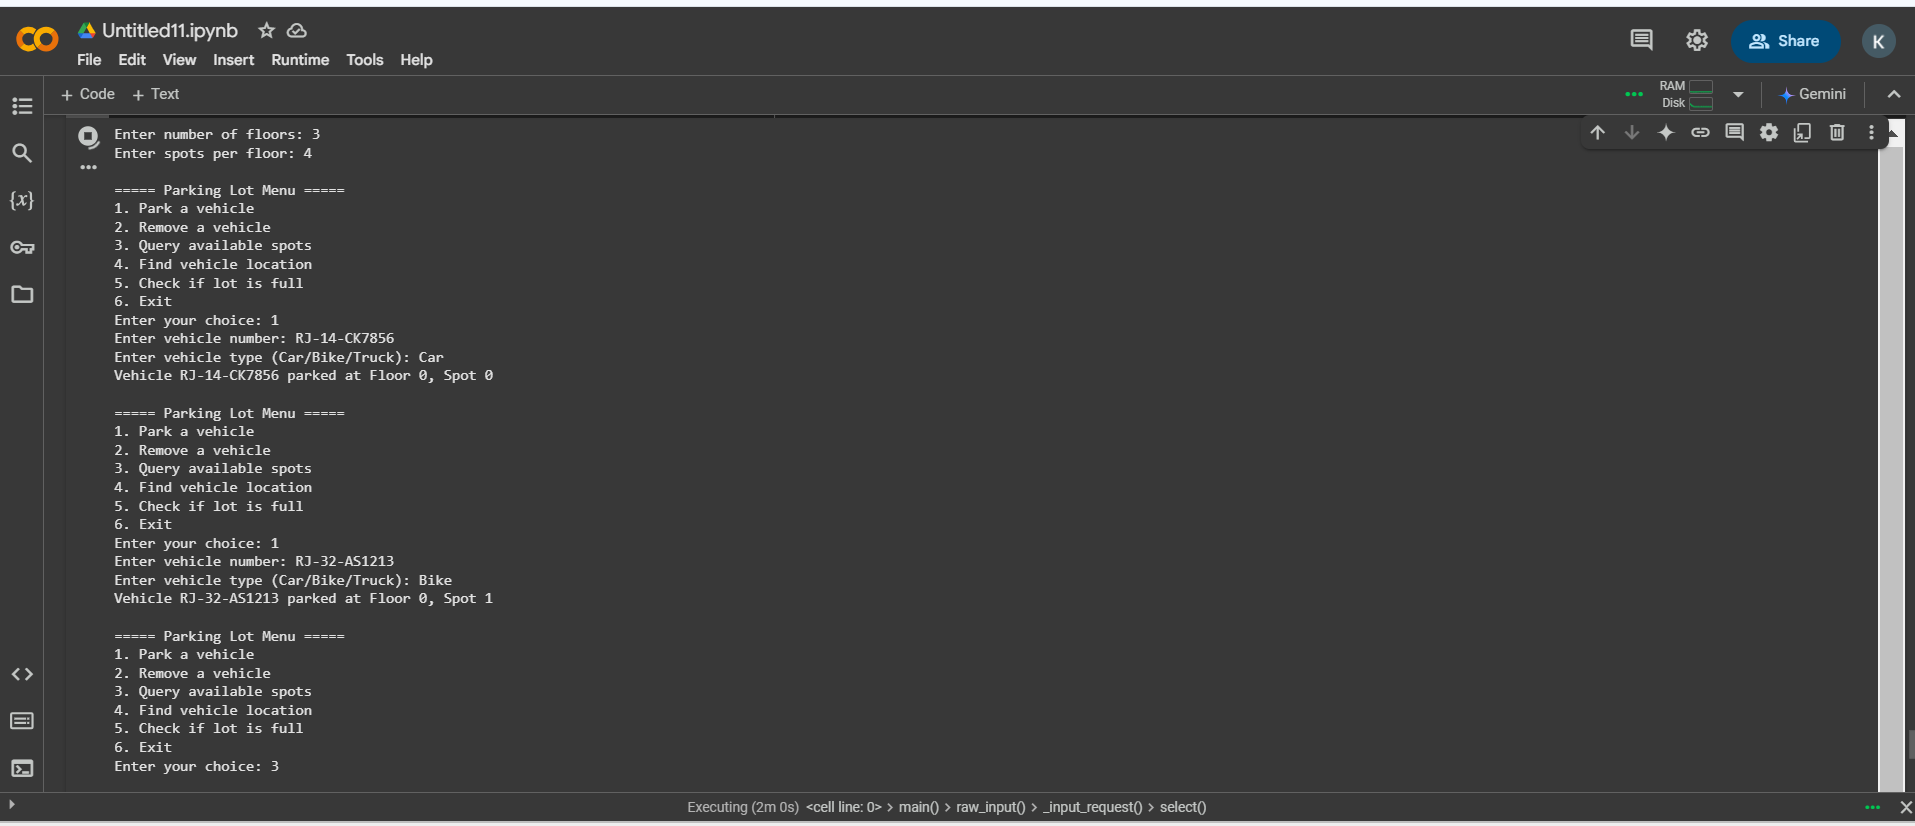 Untitled11.ipynb
File Edit View Insert Runtime Tools Help
Share
K
+ Code + Text
RAM
Disk
Gemini
Enter number of floors: 3
Enter spots per floor: 4
===== Parking Lot Menu =====
1. Park a vehicle
2. Remove a vehicle
3. Query available spots
4. Find vehicle location
5. Check if lot is full
6. Exit
Enter your choice: 1
Enter vehicle number: RJ-14-CK7856
Enter vehicle type (Car/Bike/Truck): Car
Vehicle RJ-14-CK7856 parked at Floor 0, Spot 0
===== Parking Lot Menu =====
1. Park a vehicle
2. Remove a vehicle
3. Query available spots
4. Find vehicle location
5. Check if lot is full
6. Exit
Enter your choice: 1
Enter vehicle number: RJ-32-AS1213
Enter vehicle type (Car/Bike/Truck): Bike
Vehicle RJ-32-AS1213 parked at Floor 0, Spot 1
===== Parking Lot Menu =====
1. Park a vehicle
2. Remove a vehicle
3. Query available spots
4. Find vehicle location
5. Check if lot is full
6. Exit
Enter your choice: 3
Executing (2m 0s) <cell line: 0> > main() > raw_input() > _input_request() > select()